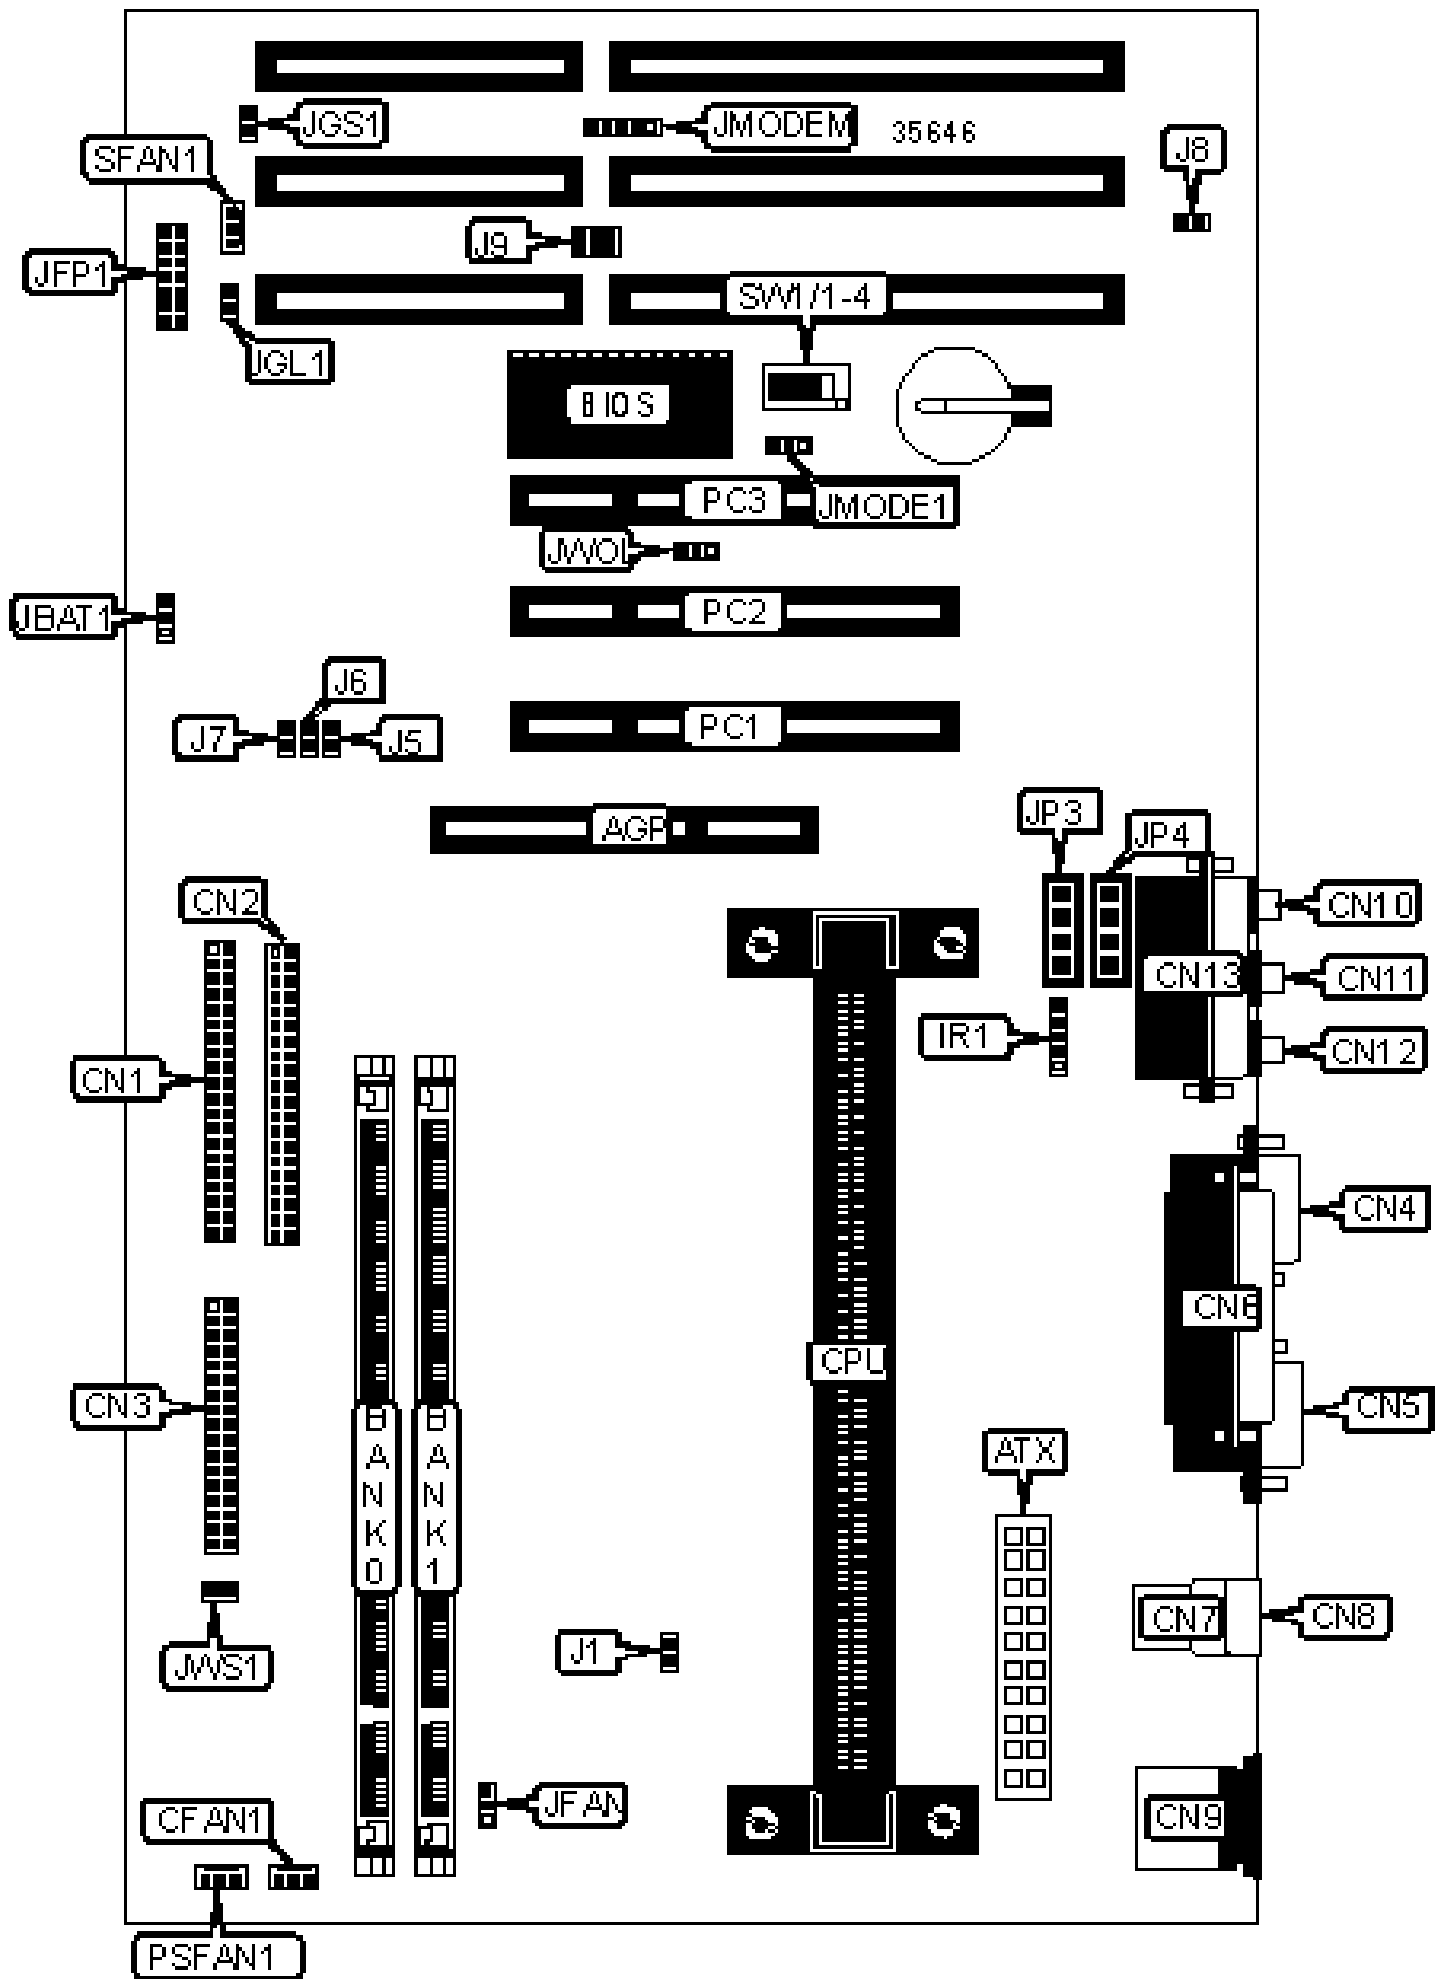 JGS1
JMODEM
35646
SFAN1
J8
J9
JFP1
SW1/1-4
JGL1
BIOS
PC3
JMODE1
JWOL
JBAT1
PC2
J6
J7
J5
PC1
JP3
AGP
JP4
CN2
CN10
CN13
CN11
IR1
CN12
CN1
CN4
CN6
CPU
CN3
CN5
BANK0
BANK1
ATX
CN7
CN8
J1
JWS1
JFAN
CFAN1
CN9
PSFAN1